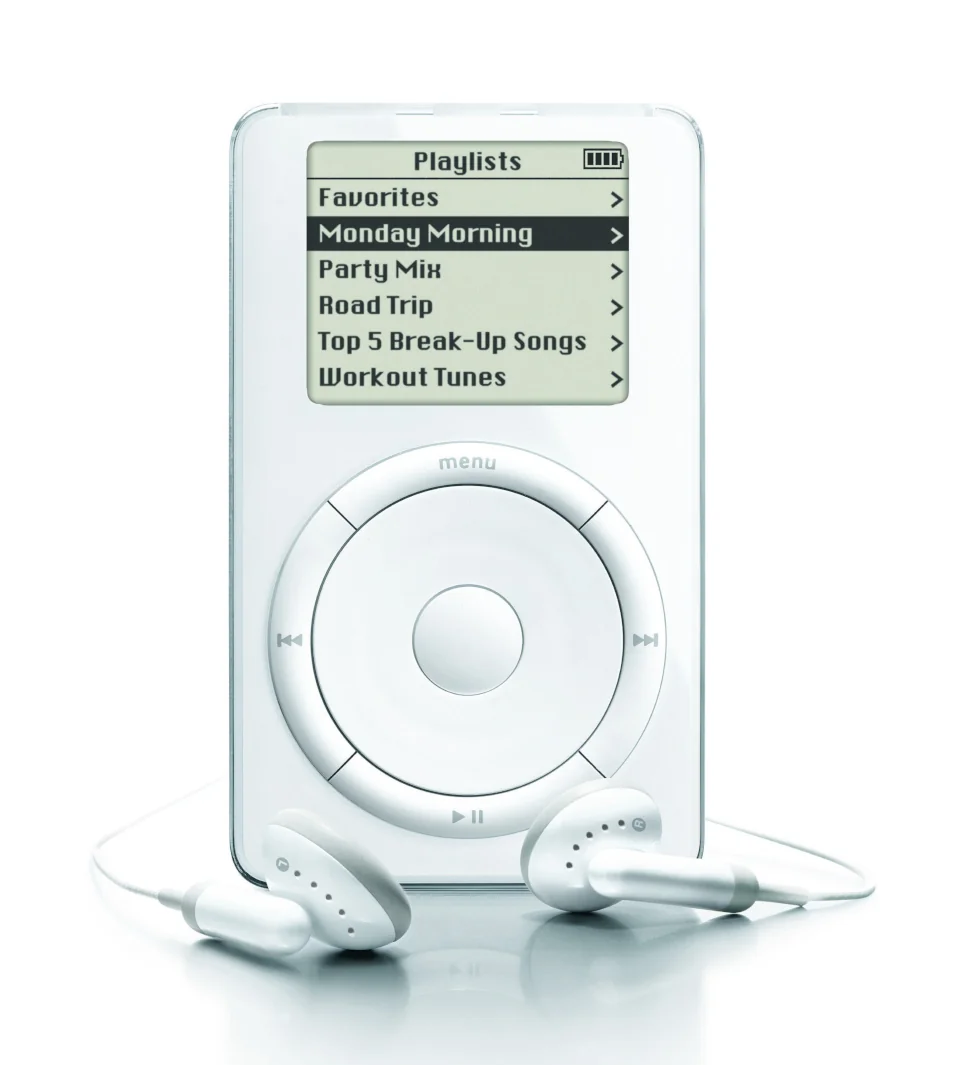 Playlists
Favorites
Monday Morning
Party Mix
Road Trip
Top 5 Break-Up Songs
Workout Tunes
menu
L
R